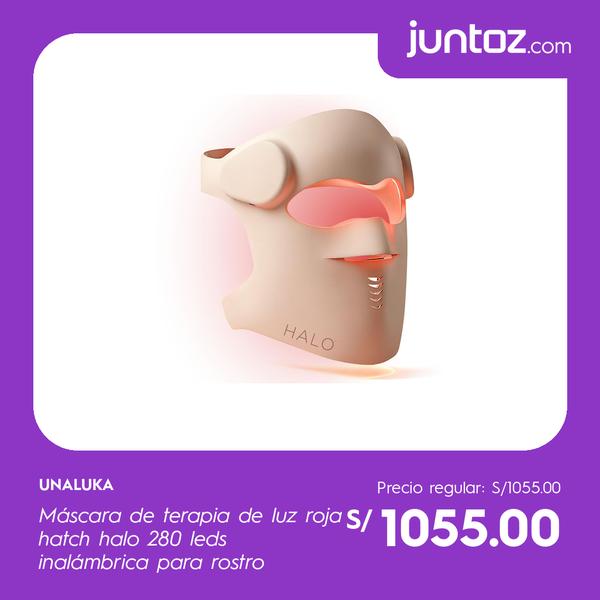 juntoz.com
HALO
UNALUKA
Precio regular: S/1055.00
Máscara de terapia de luz roja
hatch halo 280 leds
inalámbrica para rostro
S/ 1055.00